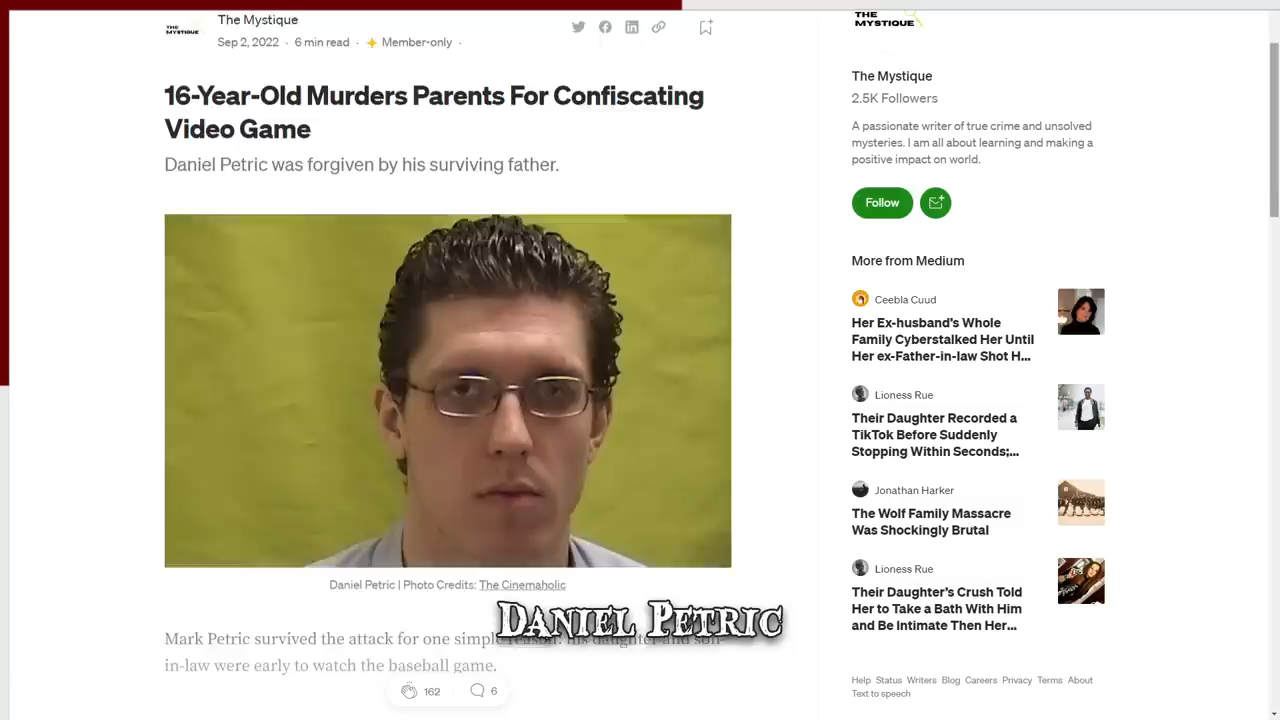 The Mystique
THE
MYSTIQUE
Sep 2, 2022 · 6 min read · Member-only ·
16-Year-Old Murders Parents For Confiscating
Video Game
Daniel Petric was forgiven by his surviving father.
Daniel Petric | Photo Credits: The Cinemaholic
DANIEL PETRIC
Mark Petric survived the attack for one simple reason: his daughter and son-
in-law were early to watch the baseball game.
162
6
THE
MYSTIQUE
The Mystique
2.5K Followers
A passionate writer of true crime and unsolved
mysteries. I am all about learning and making a
positive impact on world.
Follow
More from Medium
Ceebla Cuud
Her Ex-husband's Whole
Family Cyberstalked Her Until
Her ex-Father-in-law Shot H...
Lioness Rue
Their Daughter Recorded a
TikTok Before Suddenly
Stopping Within Seconds;...
Jonathan Harker
The Wolf Family Massacre
Was Shockingly Brutal
Lioness Rue
Their Daughter's Crush Told
Her to Take a Bath With Him
and Be Intimate Then Her...
Help Status Writers Blog Careers Privacy Terms About
Text to speech